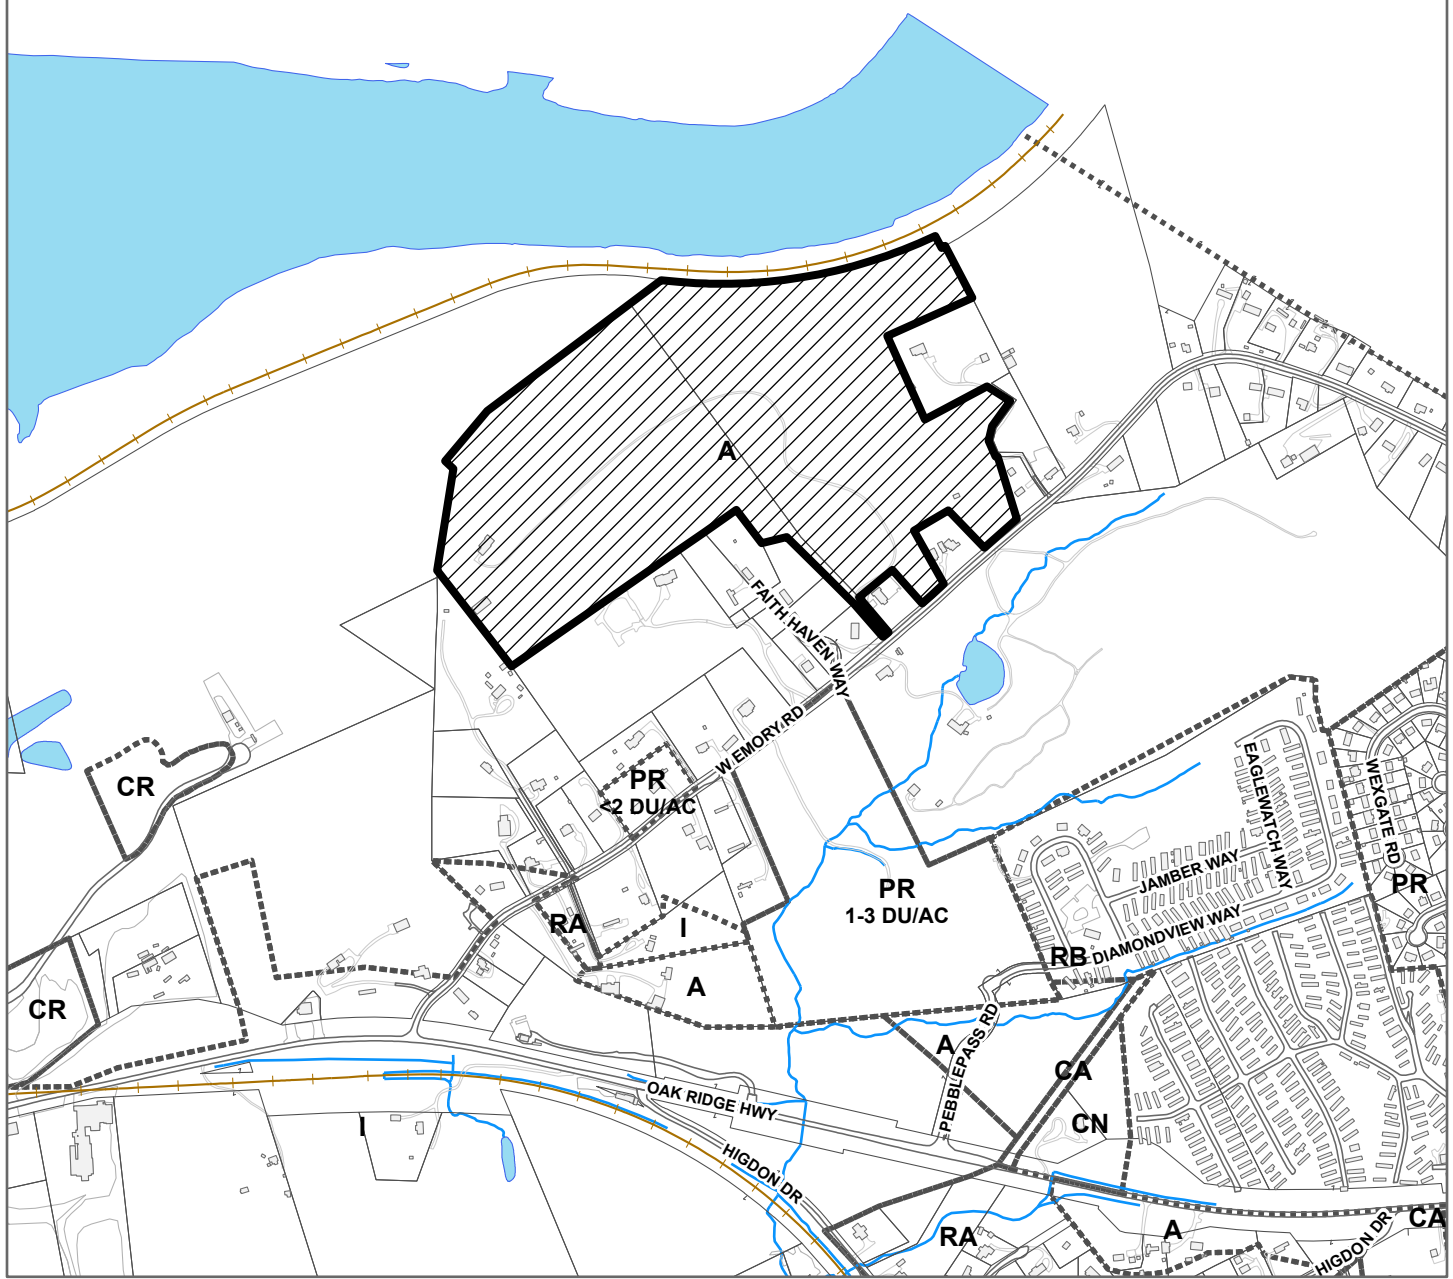 A
FAITH HAVEN WAY
W EMORY RD
CR
PR
<2 DU/AC
EAGLEWATCH WAY
WEXGATE RD
JAMBER WAY
PR
PR
1-3 DU/AC
RA
I
DIAMONDVIEW WAY
RB
A
CR
PEBBLEPASS RD
A
CA
OAK RIDGE HWY
CN
I
HIGDON DR
RA
A
CA
HIGDON DR